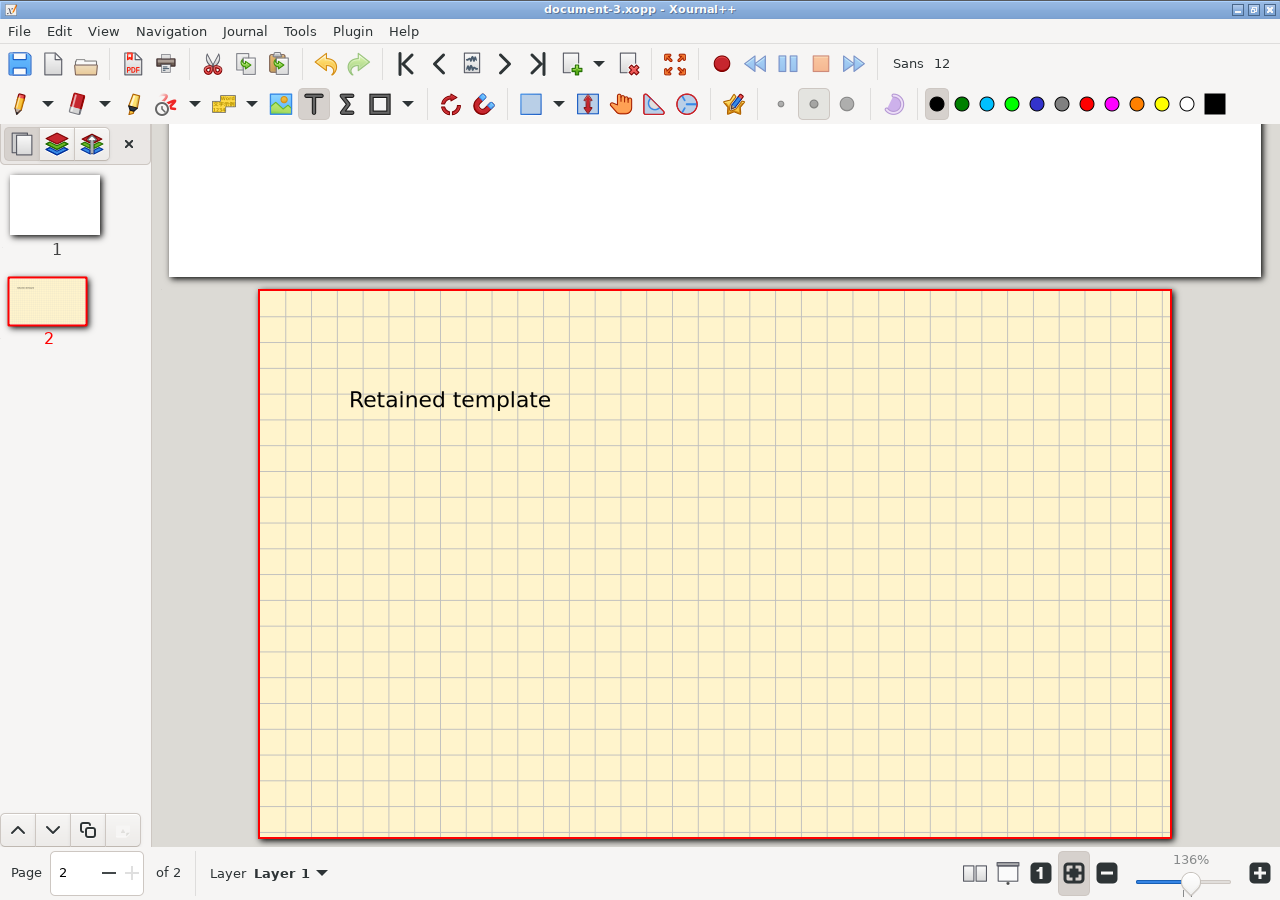 document-3.xopp - Xournal++
File Edit View Navigation Journal Tools Plugin Help
Sans 12
1
2
Retained template
Page 2 of 2 Layer Layer 1
136%